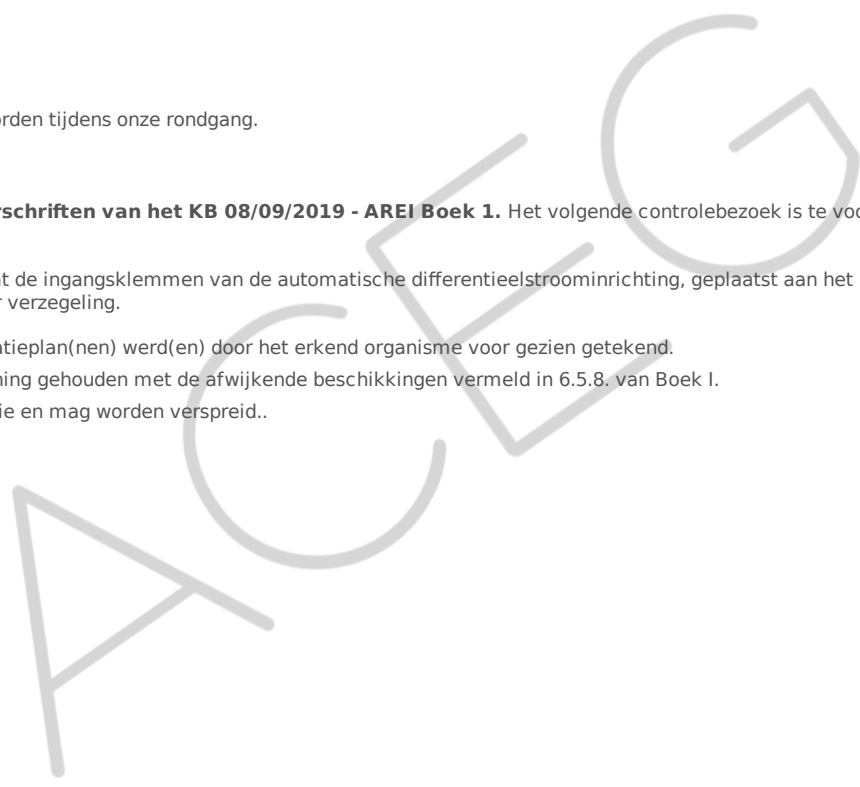 orden tijdens onze rondgang.
rschriften van het KB 08/09/2019 - AREI Boek 1. Het volgende controlebezoek is te voo
t de ingangsklemmen van de automatische differentieelstroominrichting, geplaatst aan het
r verzegeling.
atieplan(nen) werd(en) door het erkend organisme voor gezien getekend.
ning gehouden met de afwijkende beschikkingen vermeld in 6.5.8. van Boek I.
ie en mag worden verspreid..
ACEG